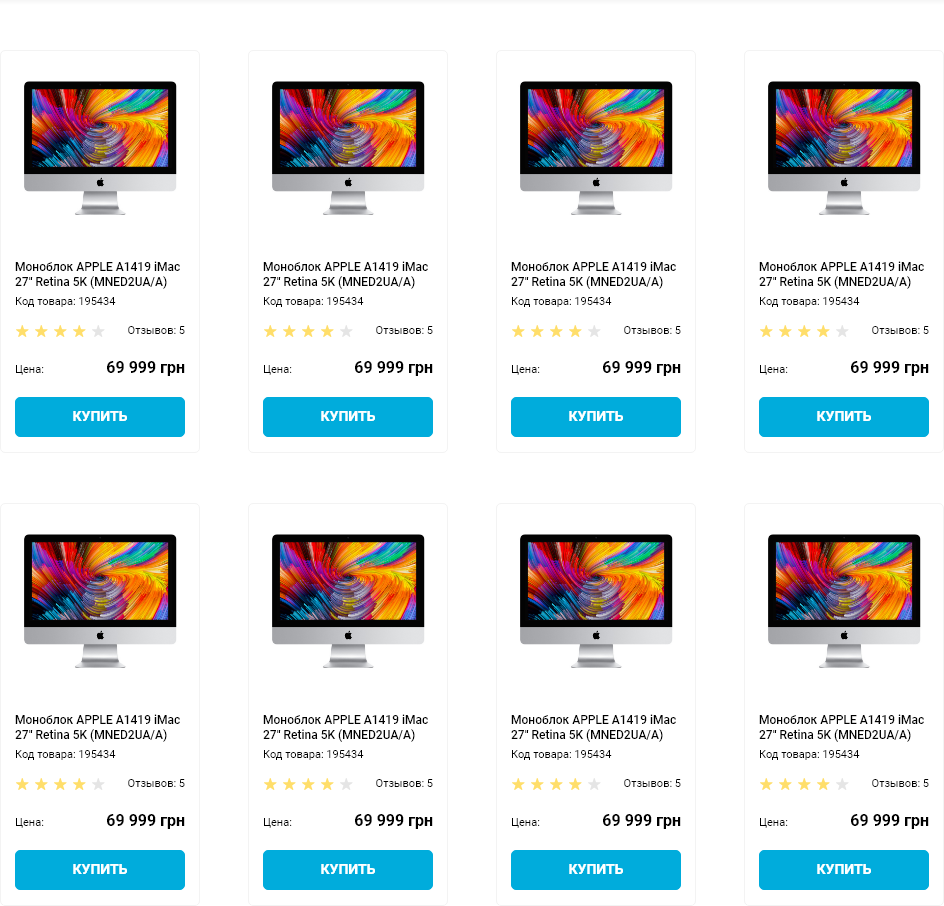 Моноблок APPLE A1419 iMac
27" Retina 5K (MNED2UA/A)
Код товара: 195434
Отзывов: 5
Цена: 69 999 грн
КУПИТЬ
Моноблок APPLE A1419 iMac
27" Retina 5K (MNED2UA/A)
Код товара: 195434
Отзывов: 5
Цена: 69 999 грн
КУПИТЬ
Моноблок APPLE A1419 iMac
27" Retina 5K (MNED2UA/A)
Код товара: 195434
Отзывов: 5
Цена: 69 999 грн
КУПИТЬ
Моноблок APPLE A1419 iMac
27" Retina 5K (MNED2UA/A)
Код товара: 195434
Отзывов: 5
Цена: 69 999 грн
КУПИТЬ
Моноблок APPLE A1419 iMac
27" Retina 5K (MNED2UA/A)
Код товара: 195434
Отзывов: 5
Цена: 69 999 грн
КУПИТЬ
Моноблок APPLE A1419 iMac
27" Retina 5K (MNED2UA/A)
Код товара: 195434
Отзывов: 5
Цена: 69 999 грн
КУПИТЬ
Моноблок APPLE A1419 iMac
27" Retina 5K (MNED2UA/A)
Код товара: 195434
Отзывов: 5
Цена: 69 999 грн
КУПИТЬ
Моноблок APPLE A1419 iMac
27" Retina 5K (MNED2UA/A)
Код товара: 195434
Отзывов: 5
Цена: 69 999 грн
КУПИТЬ